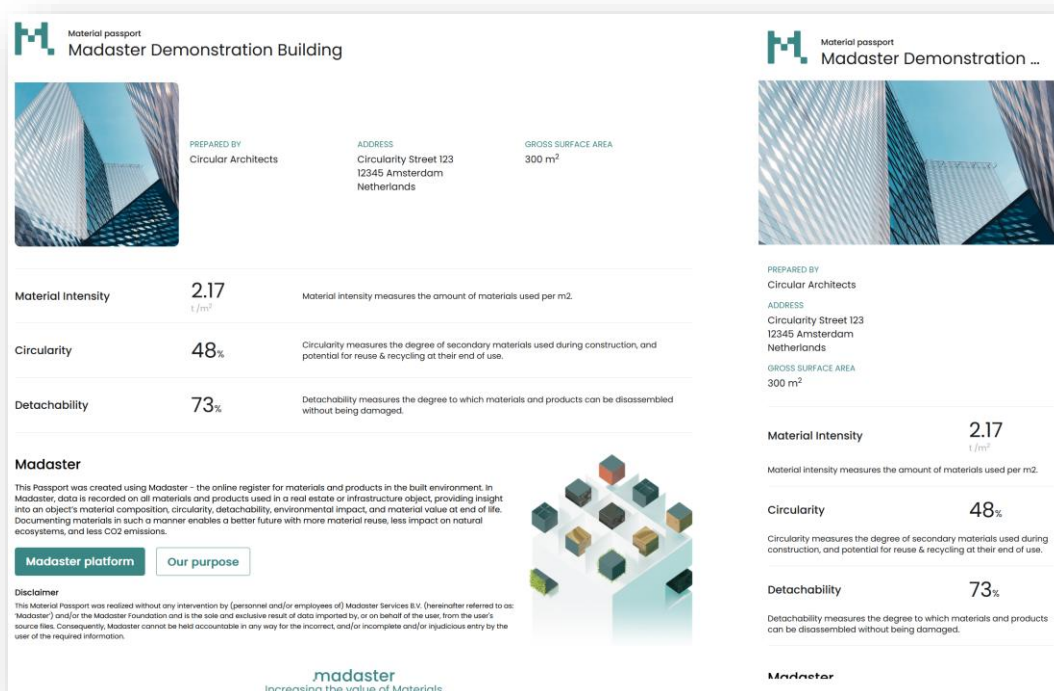 Material passport
Madaster Demonstration Building
PREPARED BY
Circular Architects
ADDRESS
Circularity Street 123
12345 Amsterdam
Netherlands
GROSS SURFACE AREA
300 m²
Material Intensity
2.17
t/m²
Material intensity measures the amount of materials used per m2.
Circularity
48%
Circularity measures the degree of secondary materials used during construction, and
potential for reuse & recycling at their end of use.
Detachability
73%
Detachability measures the degree to which materials and products can be disassembled
without being damaged.
Madaster
This Passport was created using Madaster - the online register for materials and products in the built environment. In
Madaster, data is recorded on all materials and products used in a real estate or infrastructure object, providing insight
into an object's material composition, circularity, detachability, environmental impact, and material value at end of life.
Documenting materials in such a manner enables a better future with more material reuse, less impact on natural
ecosystems, and less CO2 emissions.
Madaster platform
Our purpose
Disclaimer
This Material Passport was realized without any intervention by (personnel and/or employees of) Madaster Services B.V. (hereinafter referred to as:
'Madaster') and/or the Madaster Foundation and is the sole and exclusive result of data imported by, or on behalf of the user, from the user's
source files. Consequently, Madaster cannot be held accountable in any way for the incorrect, and/or incomplete and/or injudicious entry by the
user of the required information.
madaster
Increasing the value of Materials
Material passport
Madaster Demonstration ...
PREPARED BY
Circular Architects
ADDRESS
Circularity Street 123
12345 Amsterdam
Netherlands
GROSS SURFACE AREA
300 m²
Material Intensity
2.17
t/m²
Material intensity measures the amount of materials used per m2.
Circularity
48%
Circularity measures the degree of secondary materials used during
construction, and potential for reuse & recycling at their end of use.
Detachability
73%
Detachability measures the degree to which materials and products
can be disassembled without being damaged.
Madaster